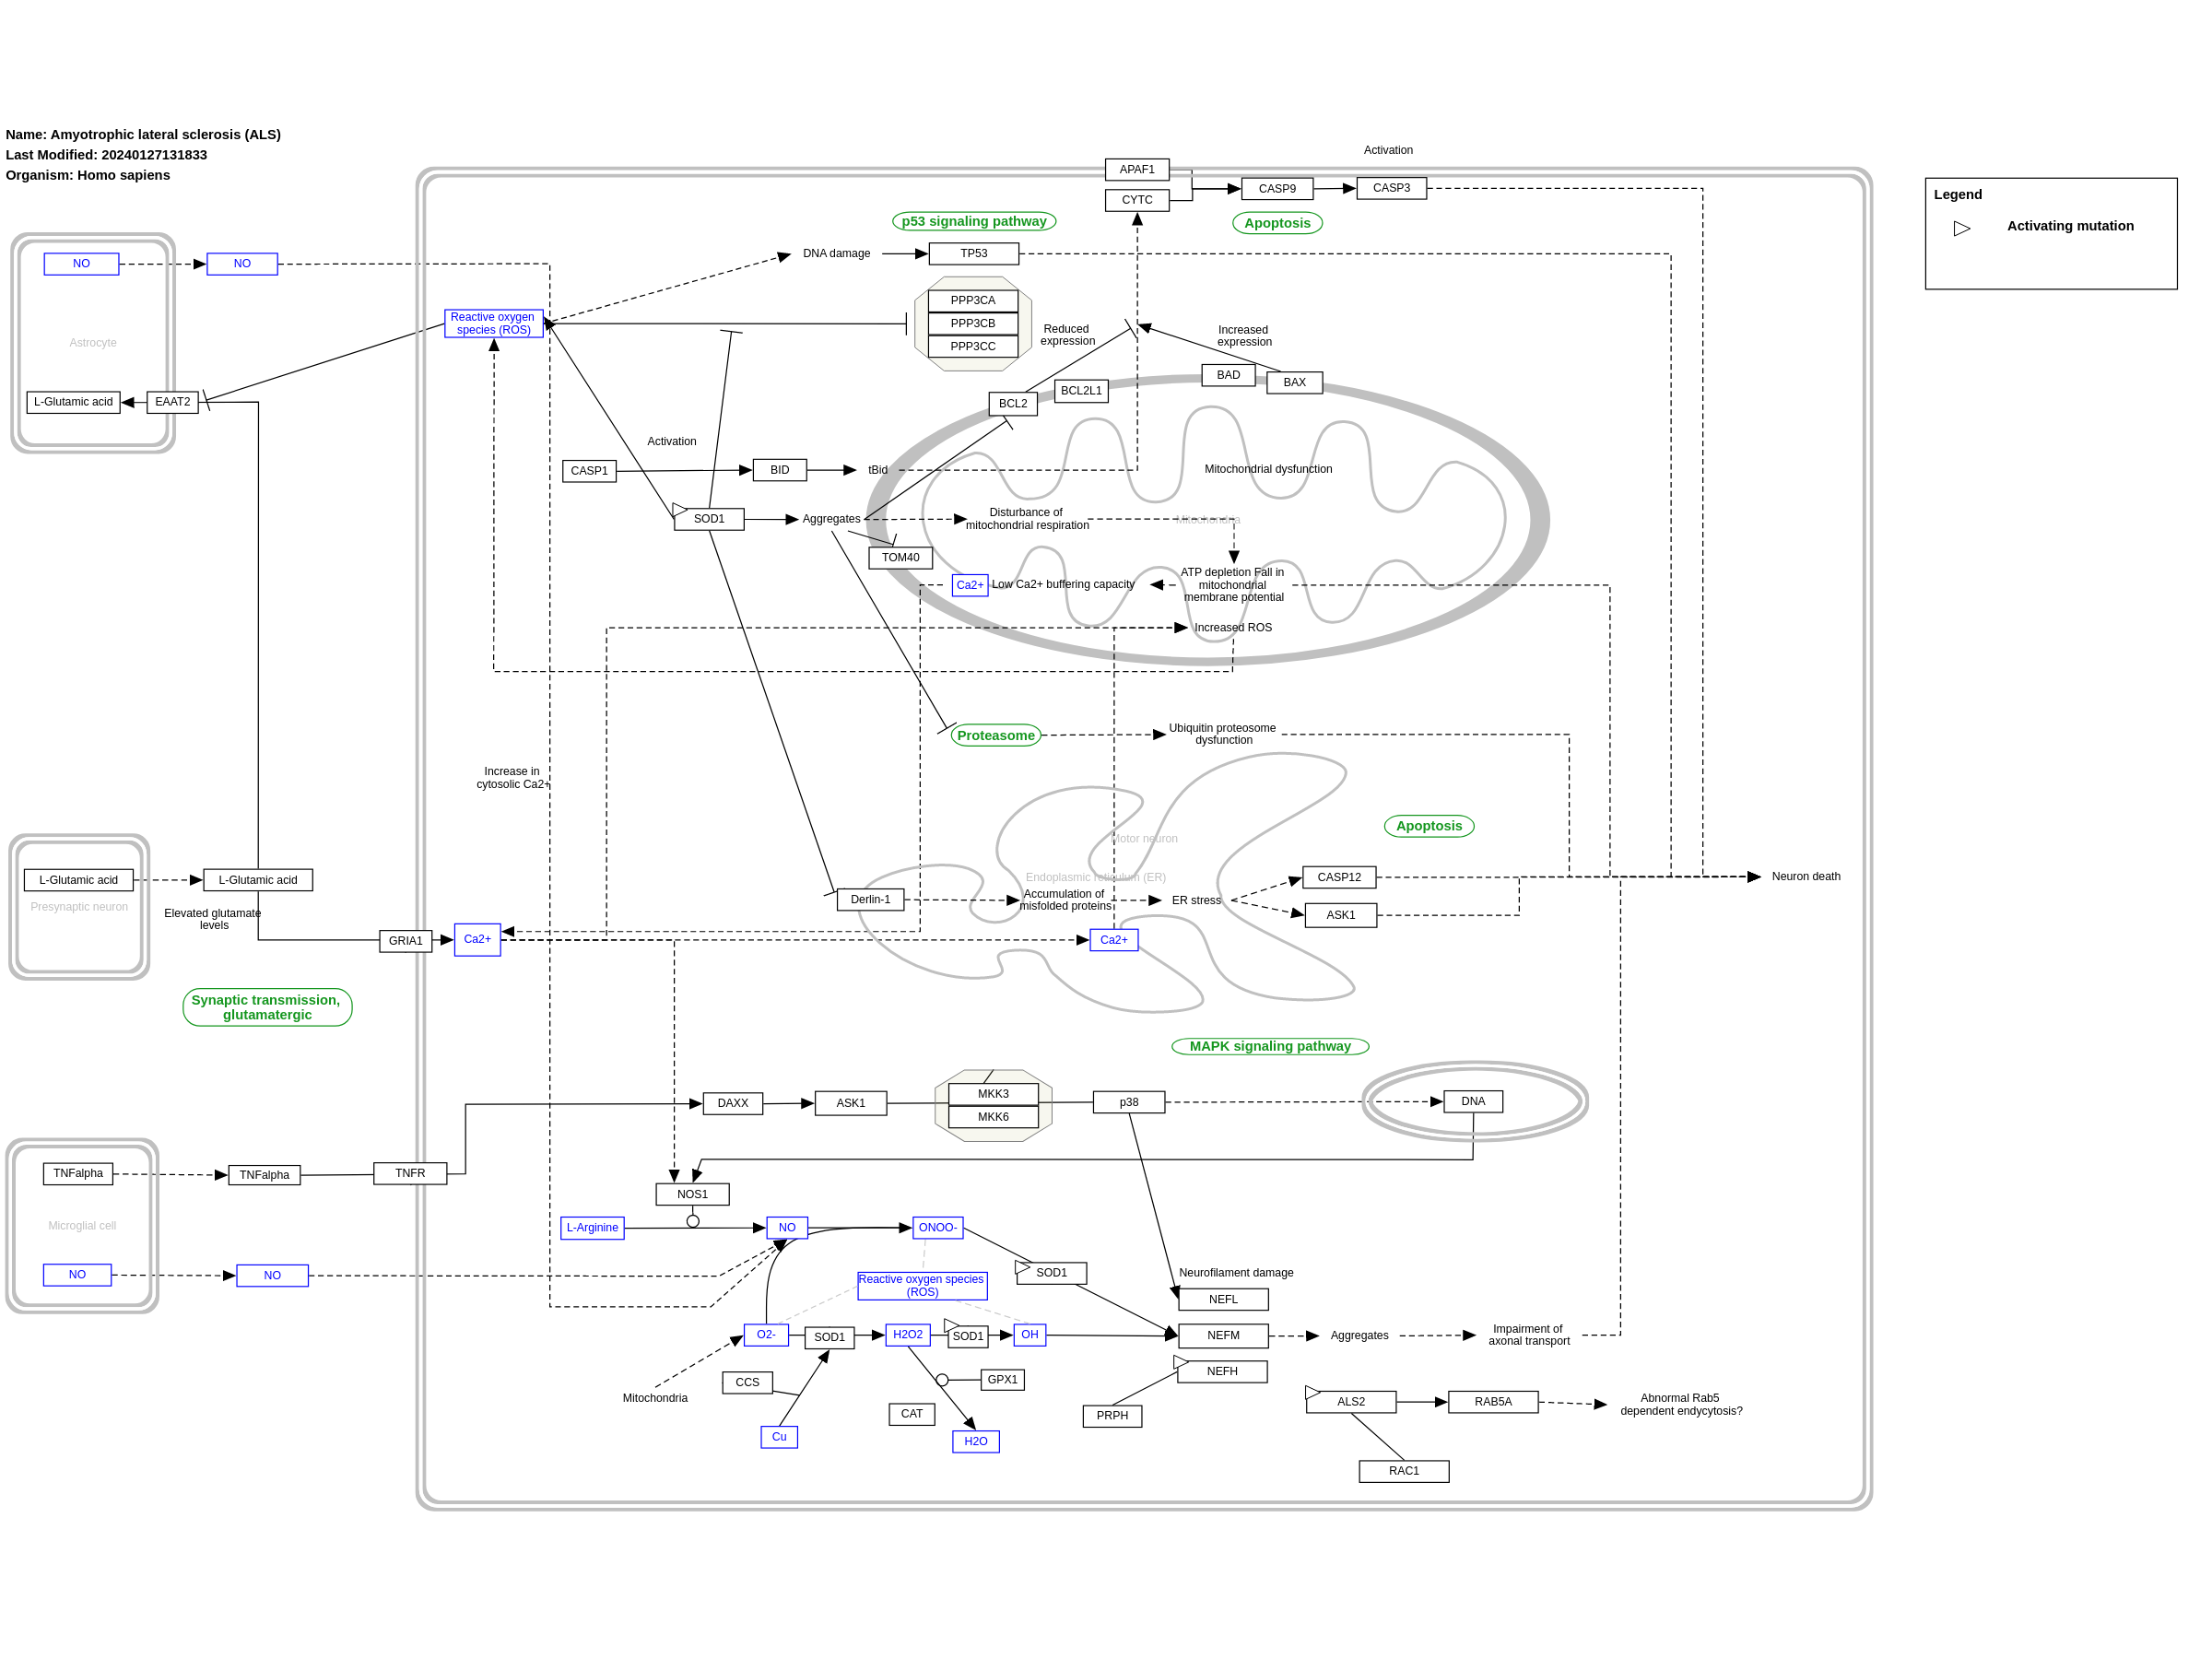 Name: Amyotrophic lateral sclerosis (ALS)
Last Modified: 20240127131833
Organism: Homo sapiens
Activation
APAF1
CYTC
CASP9
CASP3
Legend
Activating mutation
p53 signaling pathway
Apoptosis
NO
NO
DNA damage
TP53
Reactive oxygen
species (ROS)
PPP3CA
PPP3CB
PPP3CC
Reduced
expression
Increased
expression
Astrocyte
L-Glutamic acid
EAAT2
BCL2
BCL2L1
BAD
BAX
Activation
CASP1
BID
tBid
Mitochondrial dysfunction
SOD1
Aggregates
Disturbance of
mitochondrial respiration
Mitochondria
TOM40
Ca2+
Low Ca2+ buffering capacity
ATP depletion Fall in
mitochondrial
membrane potential
Increased ROS
Proteasome
Ubiquitin proteosome
dysfunction
Increase in
cytosolic Ca2+
Apoptosis
Motor neuron
Endoplasmic reticulum (ER)
L-Glutamic acid
L-Glutamic acid
Presynaptic neuron
Elevated glutamate
levels
Derlin-1
Accumulation of
misfolded proteins
ER stress
CASP12
ASK1
Neuron death
GRIA1
Ca2+
Ca2+
Synaptic transmission,
glutamatergic
MAPK signaling pathway
DAXX
ASK1
MKK3
MKK6
p38
DNA
TNFalpha
TNFalpha
TNFR
NOS1
Microglial cell
L-Arginine
NO
ONOO-
NO
NO
Reactive oxygen species
(ROS)
SOD1
Neurofilament damage
NEFL
O2-
SOD1
H2O2
SOD1
OH
NEFM
Aggregates
Impairment of
axonal transport
Mitochondria
CCS
GPX1
NEFH
CAT
PRPH
Cu
H2O
ALS2
RAB5A
Abnormal Rab5
dependent endycytosis?
RAC1